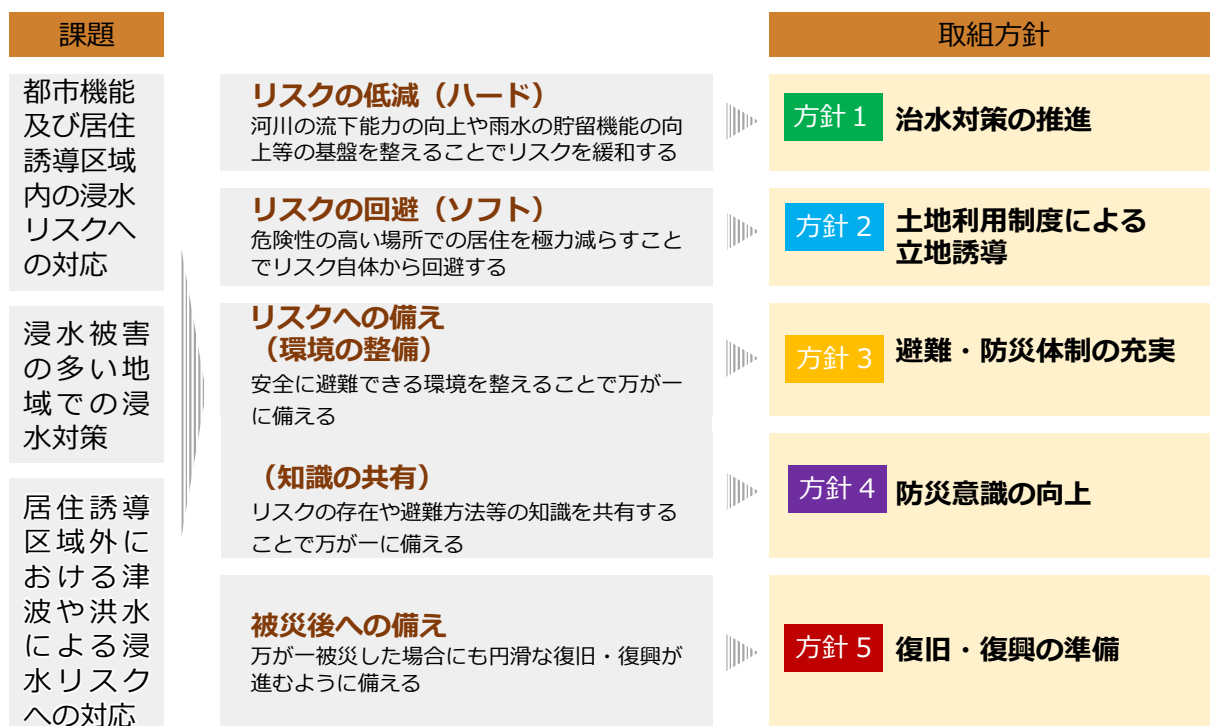 課題
都市機能
及び居住
誘導区域
内の浸水
リスクへ
の対応
浸水被害
の多い地
域での浸
水対策
居住誘導
区域外に
おける津
波や洪水
による浸
水リスク
への対応
リスクの低減（ハード）
河川の流下能力の向上や雨水の貯留機能の向
上等の基盤を整えることでリスクを緩和する
リスクの回避（ソフト）
危険性の高い場所での居住を極力減らすこと
でリスク自体から回避する
リスクへの備え
（環境の整備）
安全に避難できる環境を整えることで万が一
に備える
（知識の共有）
リスクの存在や避難方法等の知識を共有する
ことで万が一に備える
被災後への備え
万が一被災した場合にも円滑な復旧・復興が
進むように備える
取組方針
方針１ 治水対策の推進
方針２ 土地利用制度による
立地誘導
方針３ 避難・防災体制の充実
方針４ 防災意識の向上
方針５ 復旧・復興の準備